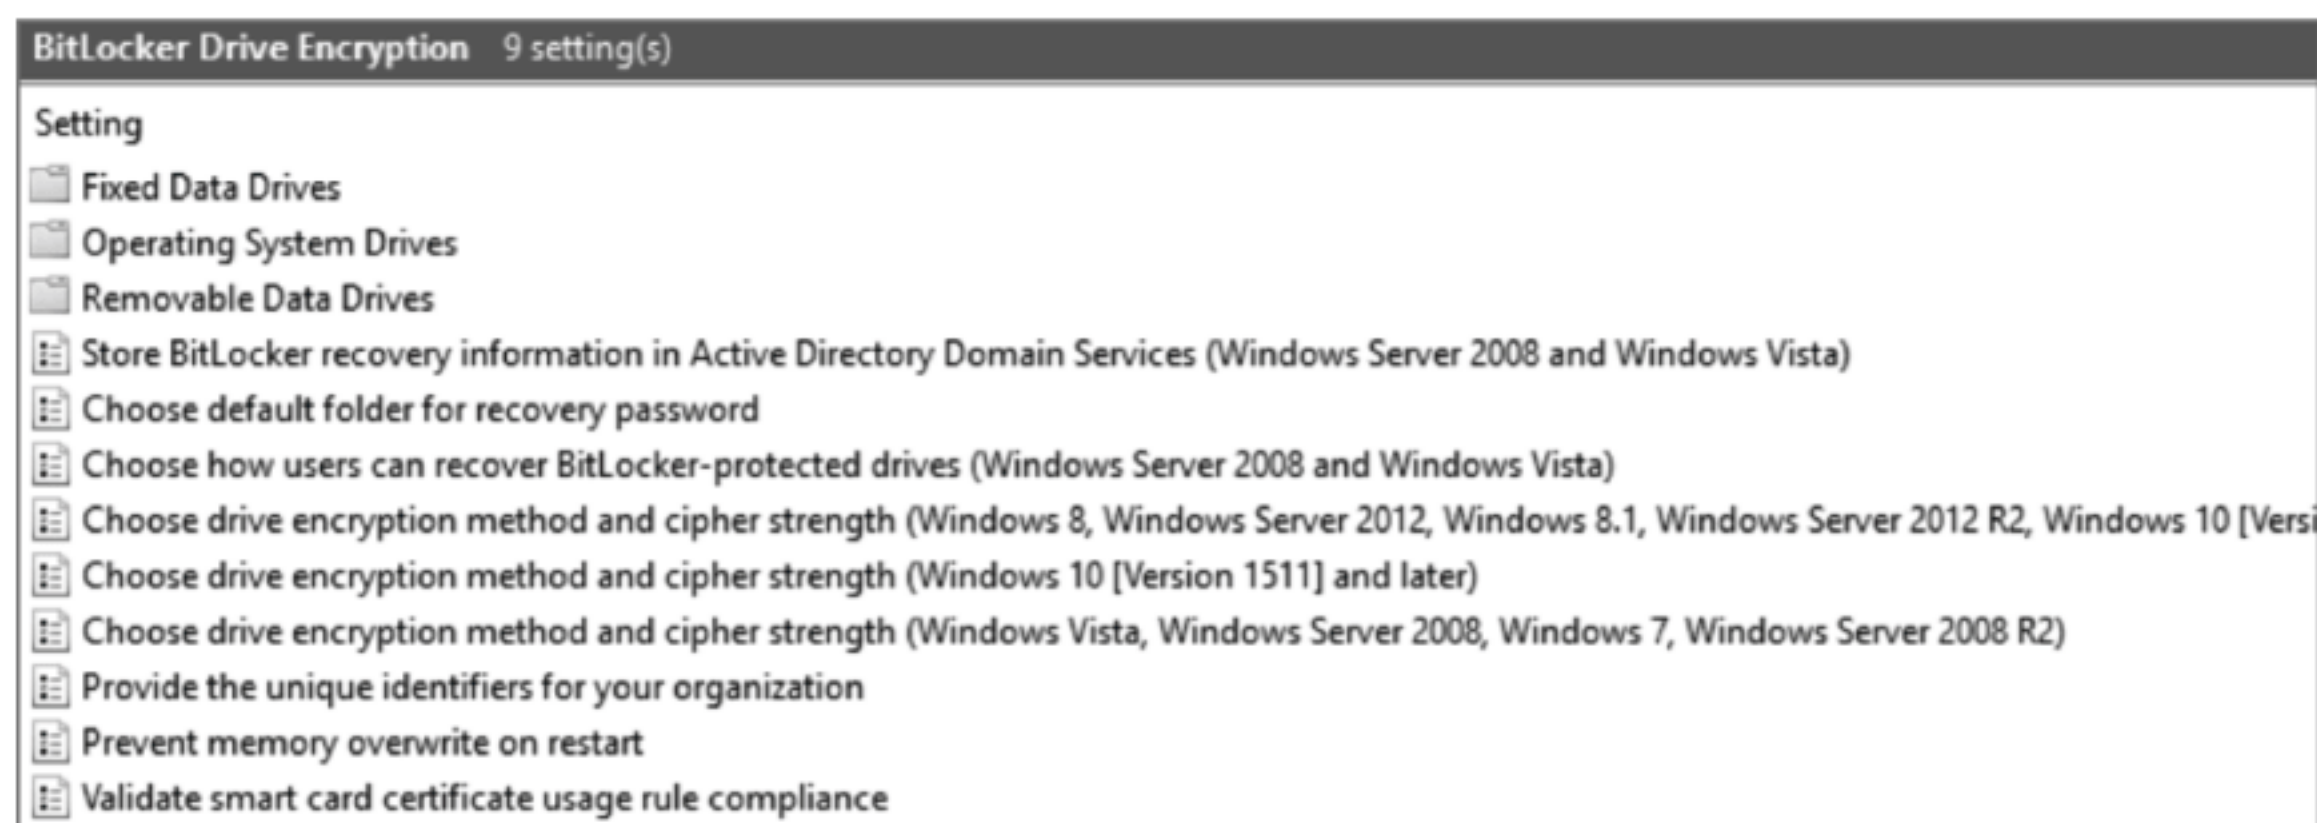 BitLocker Drive Encryption 9 setting(s)
Setting
Fixed Data Drives
Operating System Drives
Removable Data Drives
Store BitLocker recovery information in Active Directory Domain Services (Windows Server 2008 and Windows Vista)
Choose default folder for recovery password
Choose how users can recover BitLocker-protected drives (Windows Server 2008 and Windows Vista)
Choose drive encryption method and cipher strength (Windows 8, Windows Server 2012, Windows 8.1, Windows Server 2012 R2, Windows 10 [Versi
Choose drive encryption method and cipher strength (Windows 10 [Version 1511] and later)
Choose drive encryption method and cipher strength (Windows Vista, Windows Server 2008, Windows 7, Windows Server 2008 R2)
Provide the unique identifiers for your organization
Prevent memory overwrite on restart
Validate smart card certificate usage rule compliance